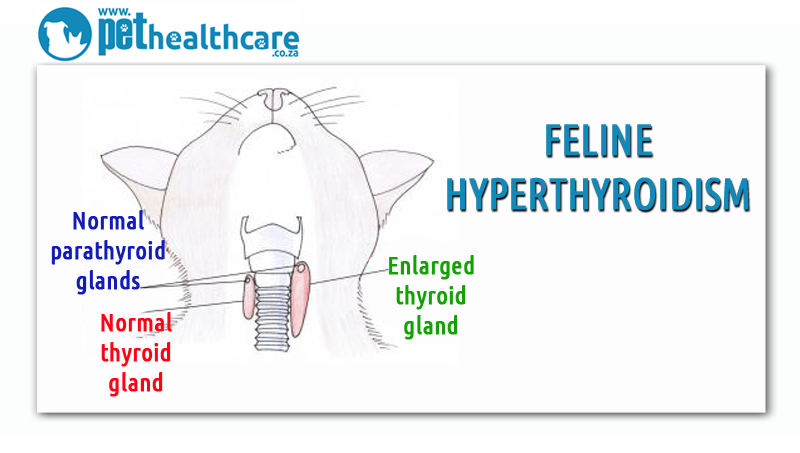 www.
pethealthcare
.co.za
FELINE
HYPERTHYROIDISM
Normal
parathyroid
glands
Normal
thyroid
gland
Enlarged
thyroid
gland